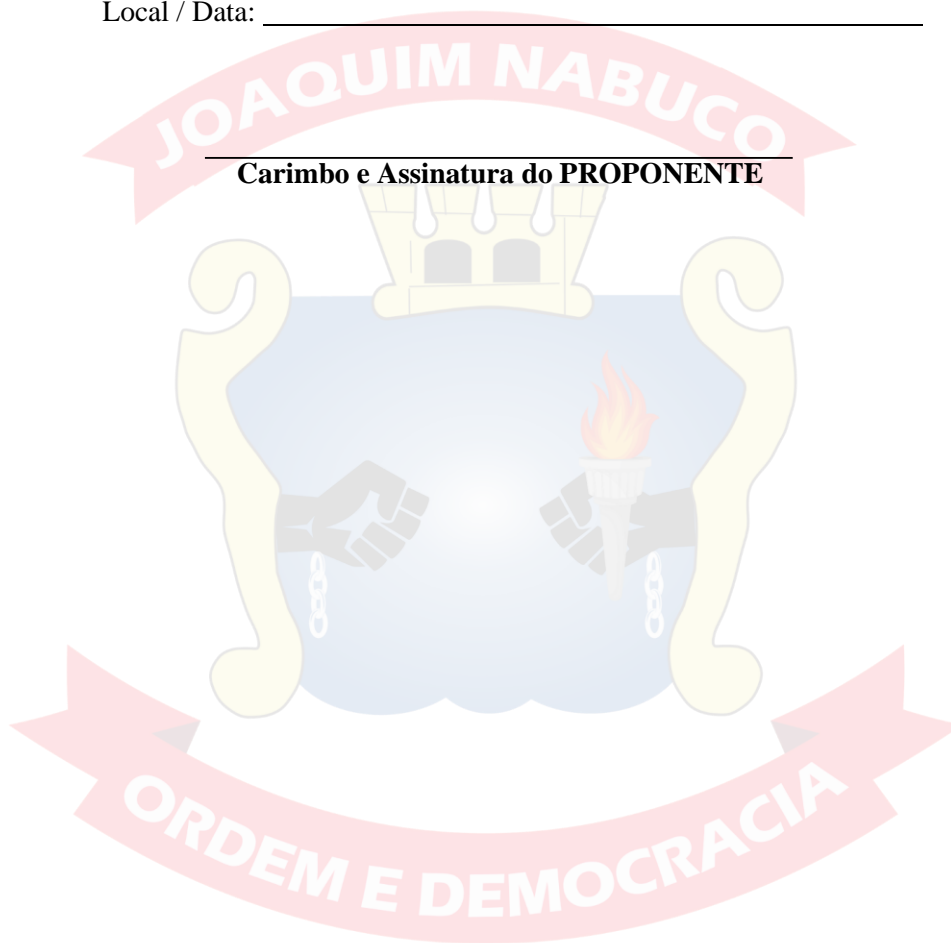 Local / Data: 
JOAQUIM NABUCO
Carimbo e Assinatura do PROPONENTE
ORDEM E DEMOCRACIA